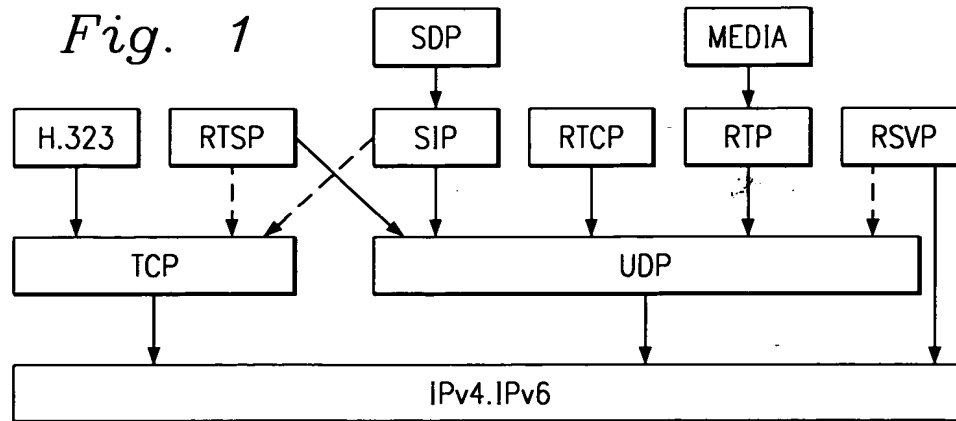 Fig. 1
SDP
MEDIA
H.323
RTSP
SIP
RTCP
RTP
RSVP
TCP
UDP
IPv4.IPv6